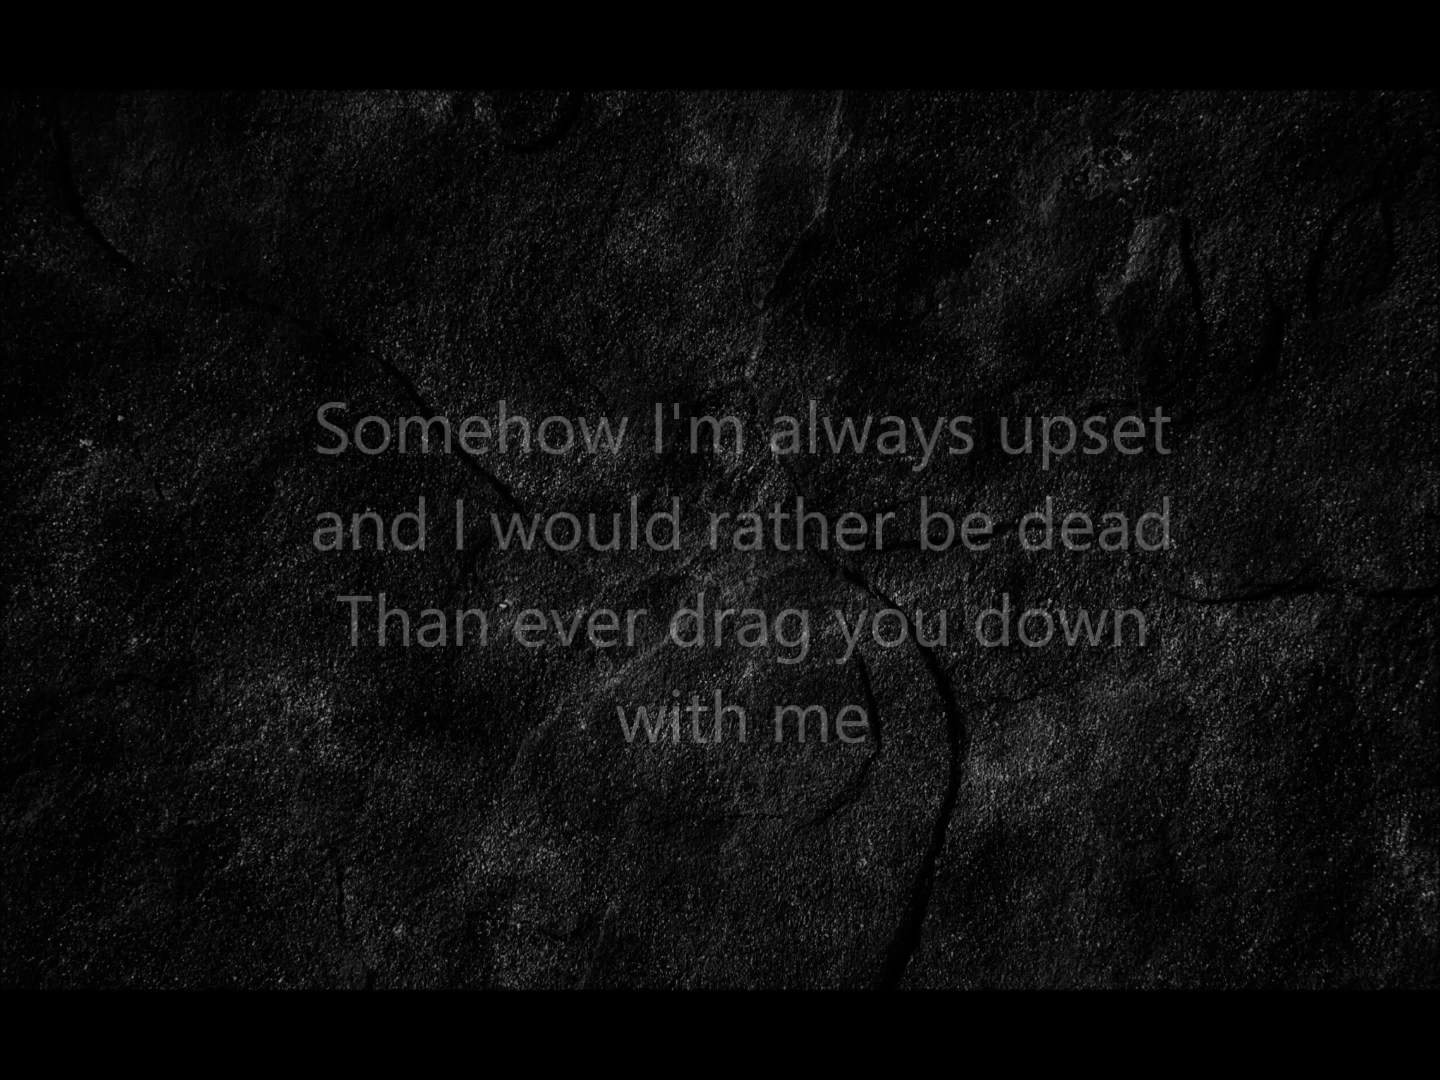 Somehow I'm always upset
and I would rather be dead
Than ever drag you down
with me